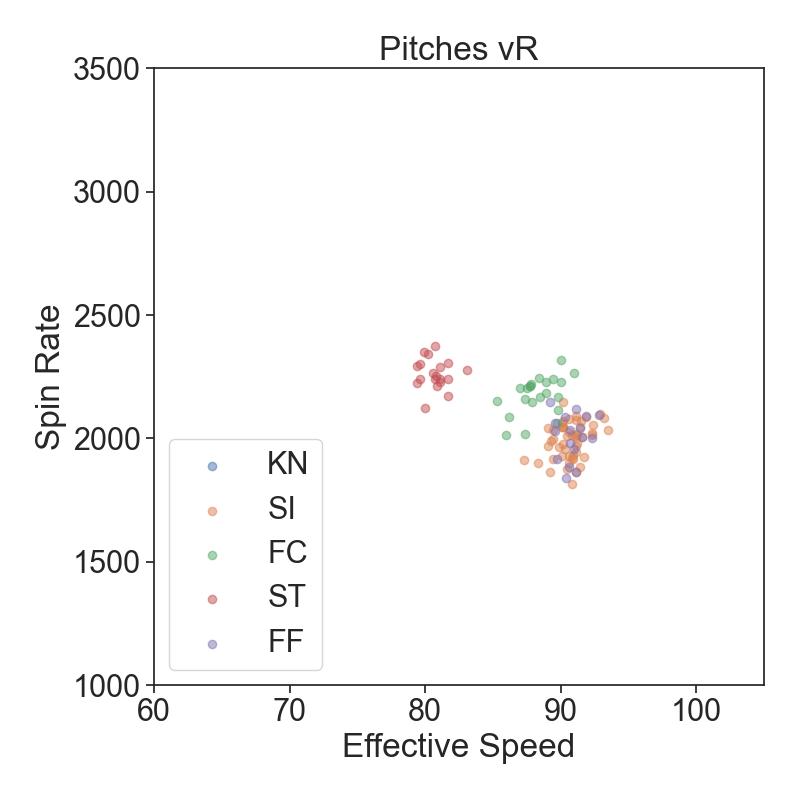 Pitches vR
Spin Rate
3500
3000
2500
2000
1500
1000
KN
SI
FC
ST
FF
60 70 80 90 100
Effective Speed